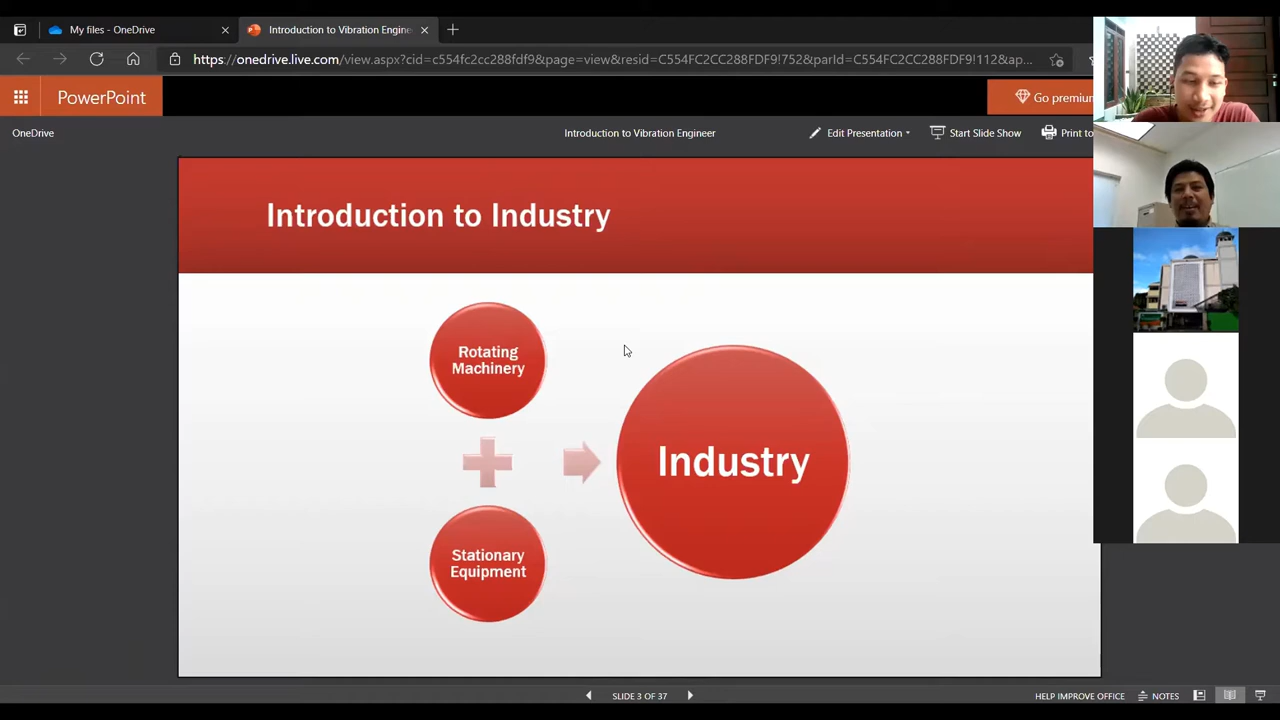 My files - OneDrive
Introduction to Vibration Engine
https://onedrive.live.com/view.aspx?cid=c554fc2cc288fdf9&page=view&resid=C554FC2CC288FDF9!752&parId=C554FC2CC288FDF9!112&ap...
PowerPoint
Go premium
OneDrive
Introduction to Vibration Engineer
Edit Presentation
Start Slide Show
Print to
Introduction to Industry
Rotating
Machinery
Industry
Stationary
Equipment
SLIDE 3 OF 37
HELP IMPROVE OFFICE
NOTES